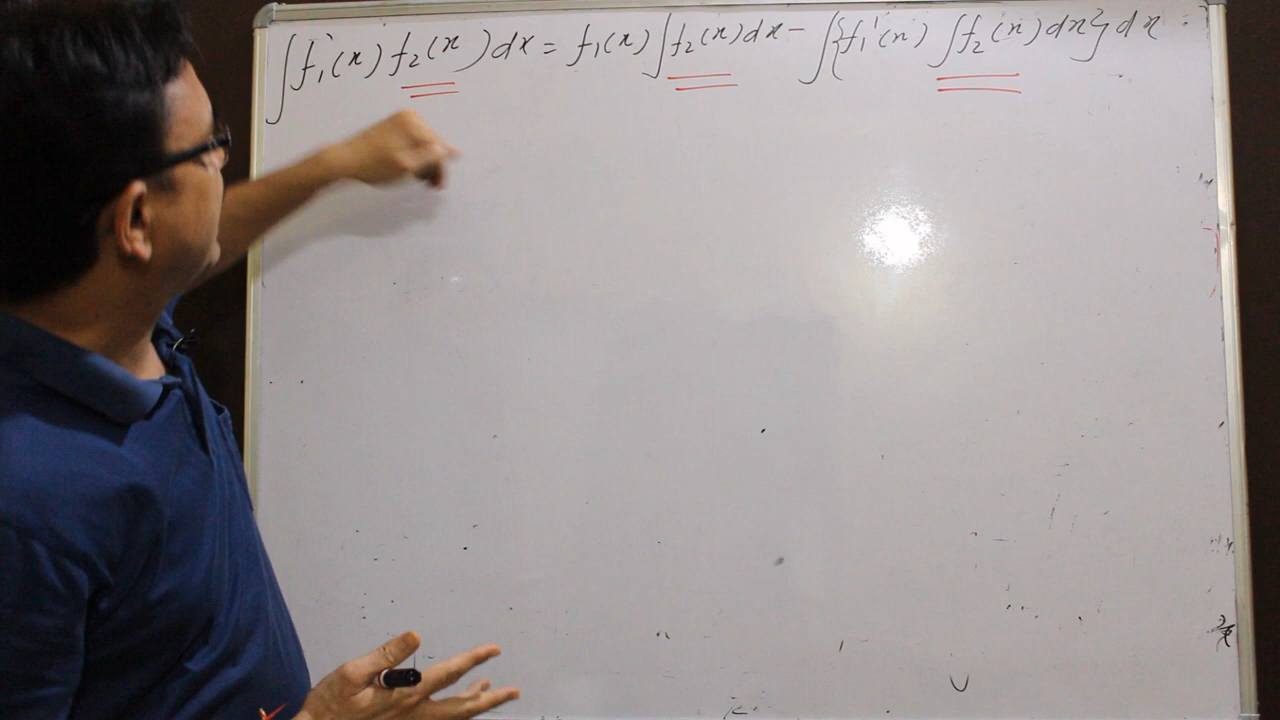 ∫ f₁(x) f₂(x) dx = f₁(x) ∫ f₂(x) dx − ∫ {f₁'(x) ∫ f₂(x) dx} dx